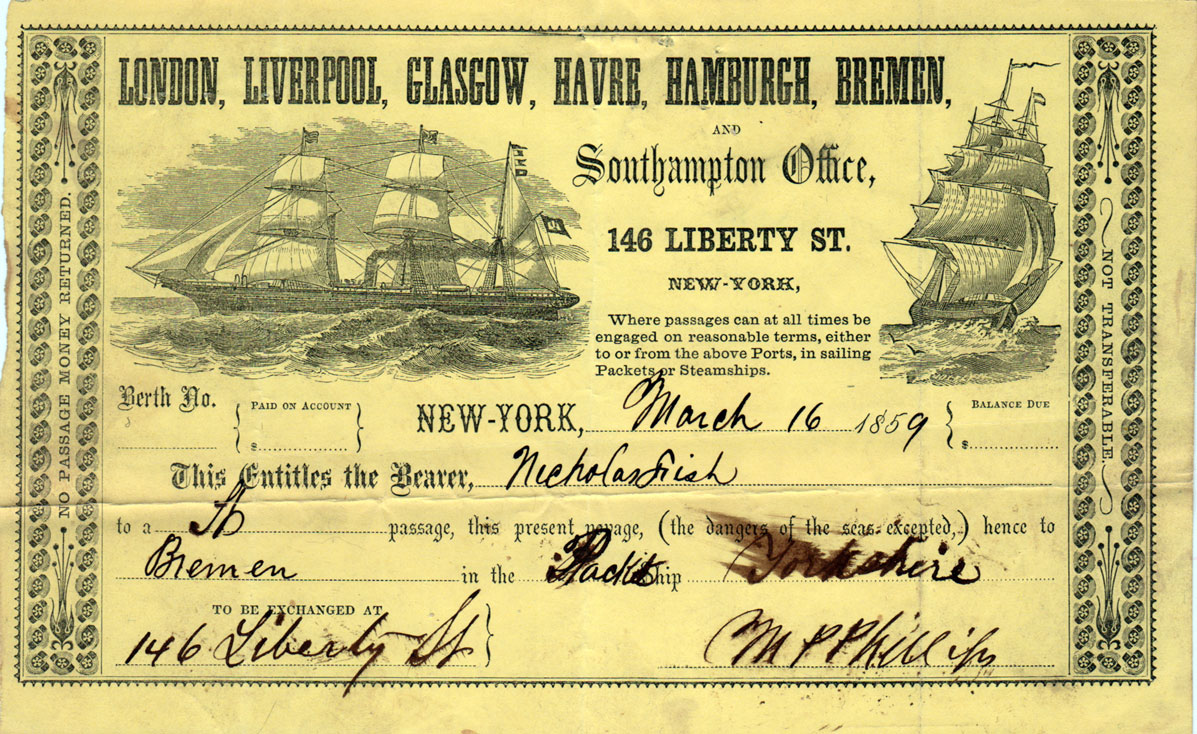 LONDON, LIVERPOOL, GLASGOW, HAVRE, HAMBURGH, BREMEN,
AND
Southampton Office,
146 LIBERTY ST.
NEW-YORK,
Where passages can at all times be
engaged on reasonable terms, either
to or from the above Ports, in sailing
Packets or Steamships.
Berth No. PAID ON ACCOUNT $ NEW-YORK, March 16 1859 BALANCE DUE $
This Entitles the Bearer, Nicholas Fish
to a passage, this present voyage, (the dangers of the seas excepted,) hence to
Bremen in the Packet Ship Yorkshire
TO BE EXCHANGED AT
146 Liberty St M P Phillips
NO PASSAGE MONEY RETURNED.
NOT TRANSFERABLE.